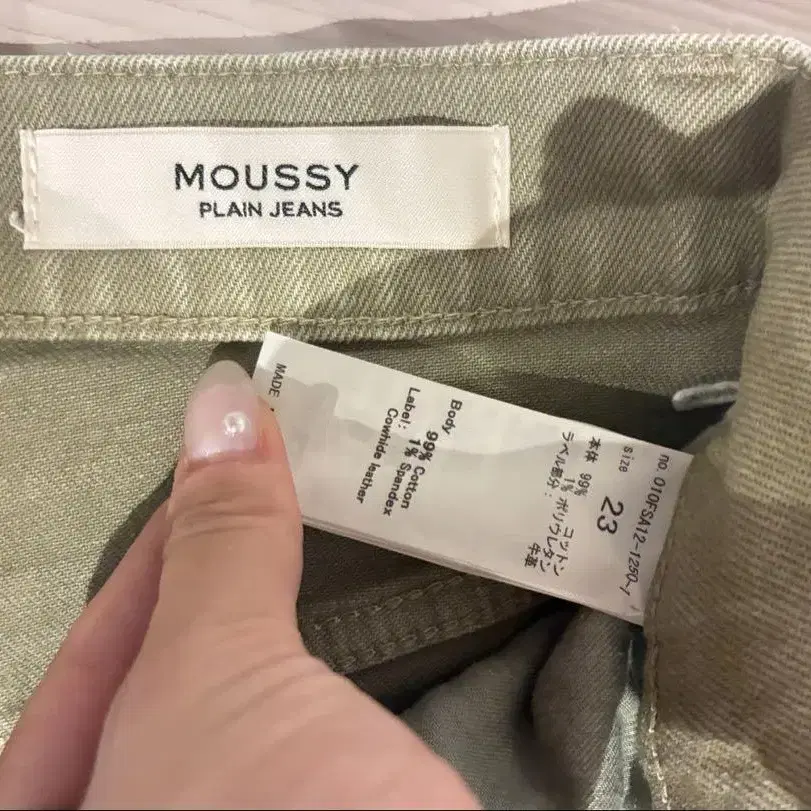 MOUSSY
PLAIN JEANS
no. 010FSA12-1250-/
Size 23
本体 99% コットン
1% ポリウレタン
ラベル部分: 牛革
Body
99% Cotton
1% Spandex
Label:
Cowhide leather
MADE